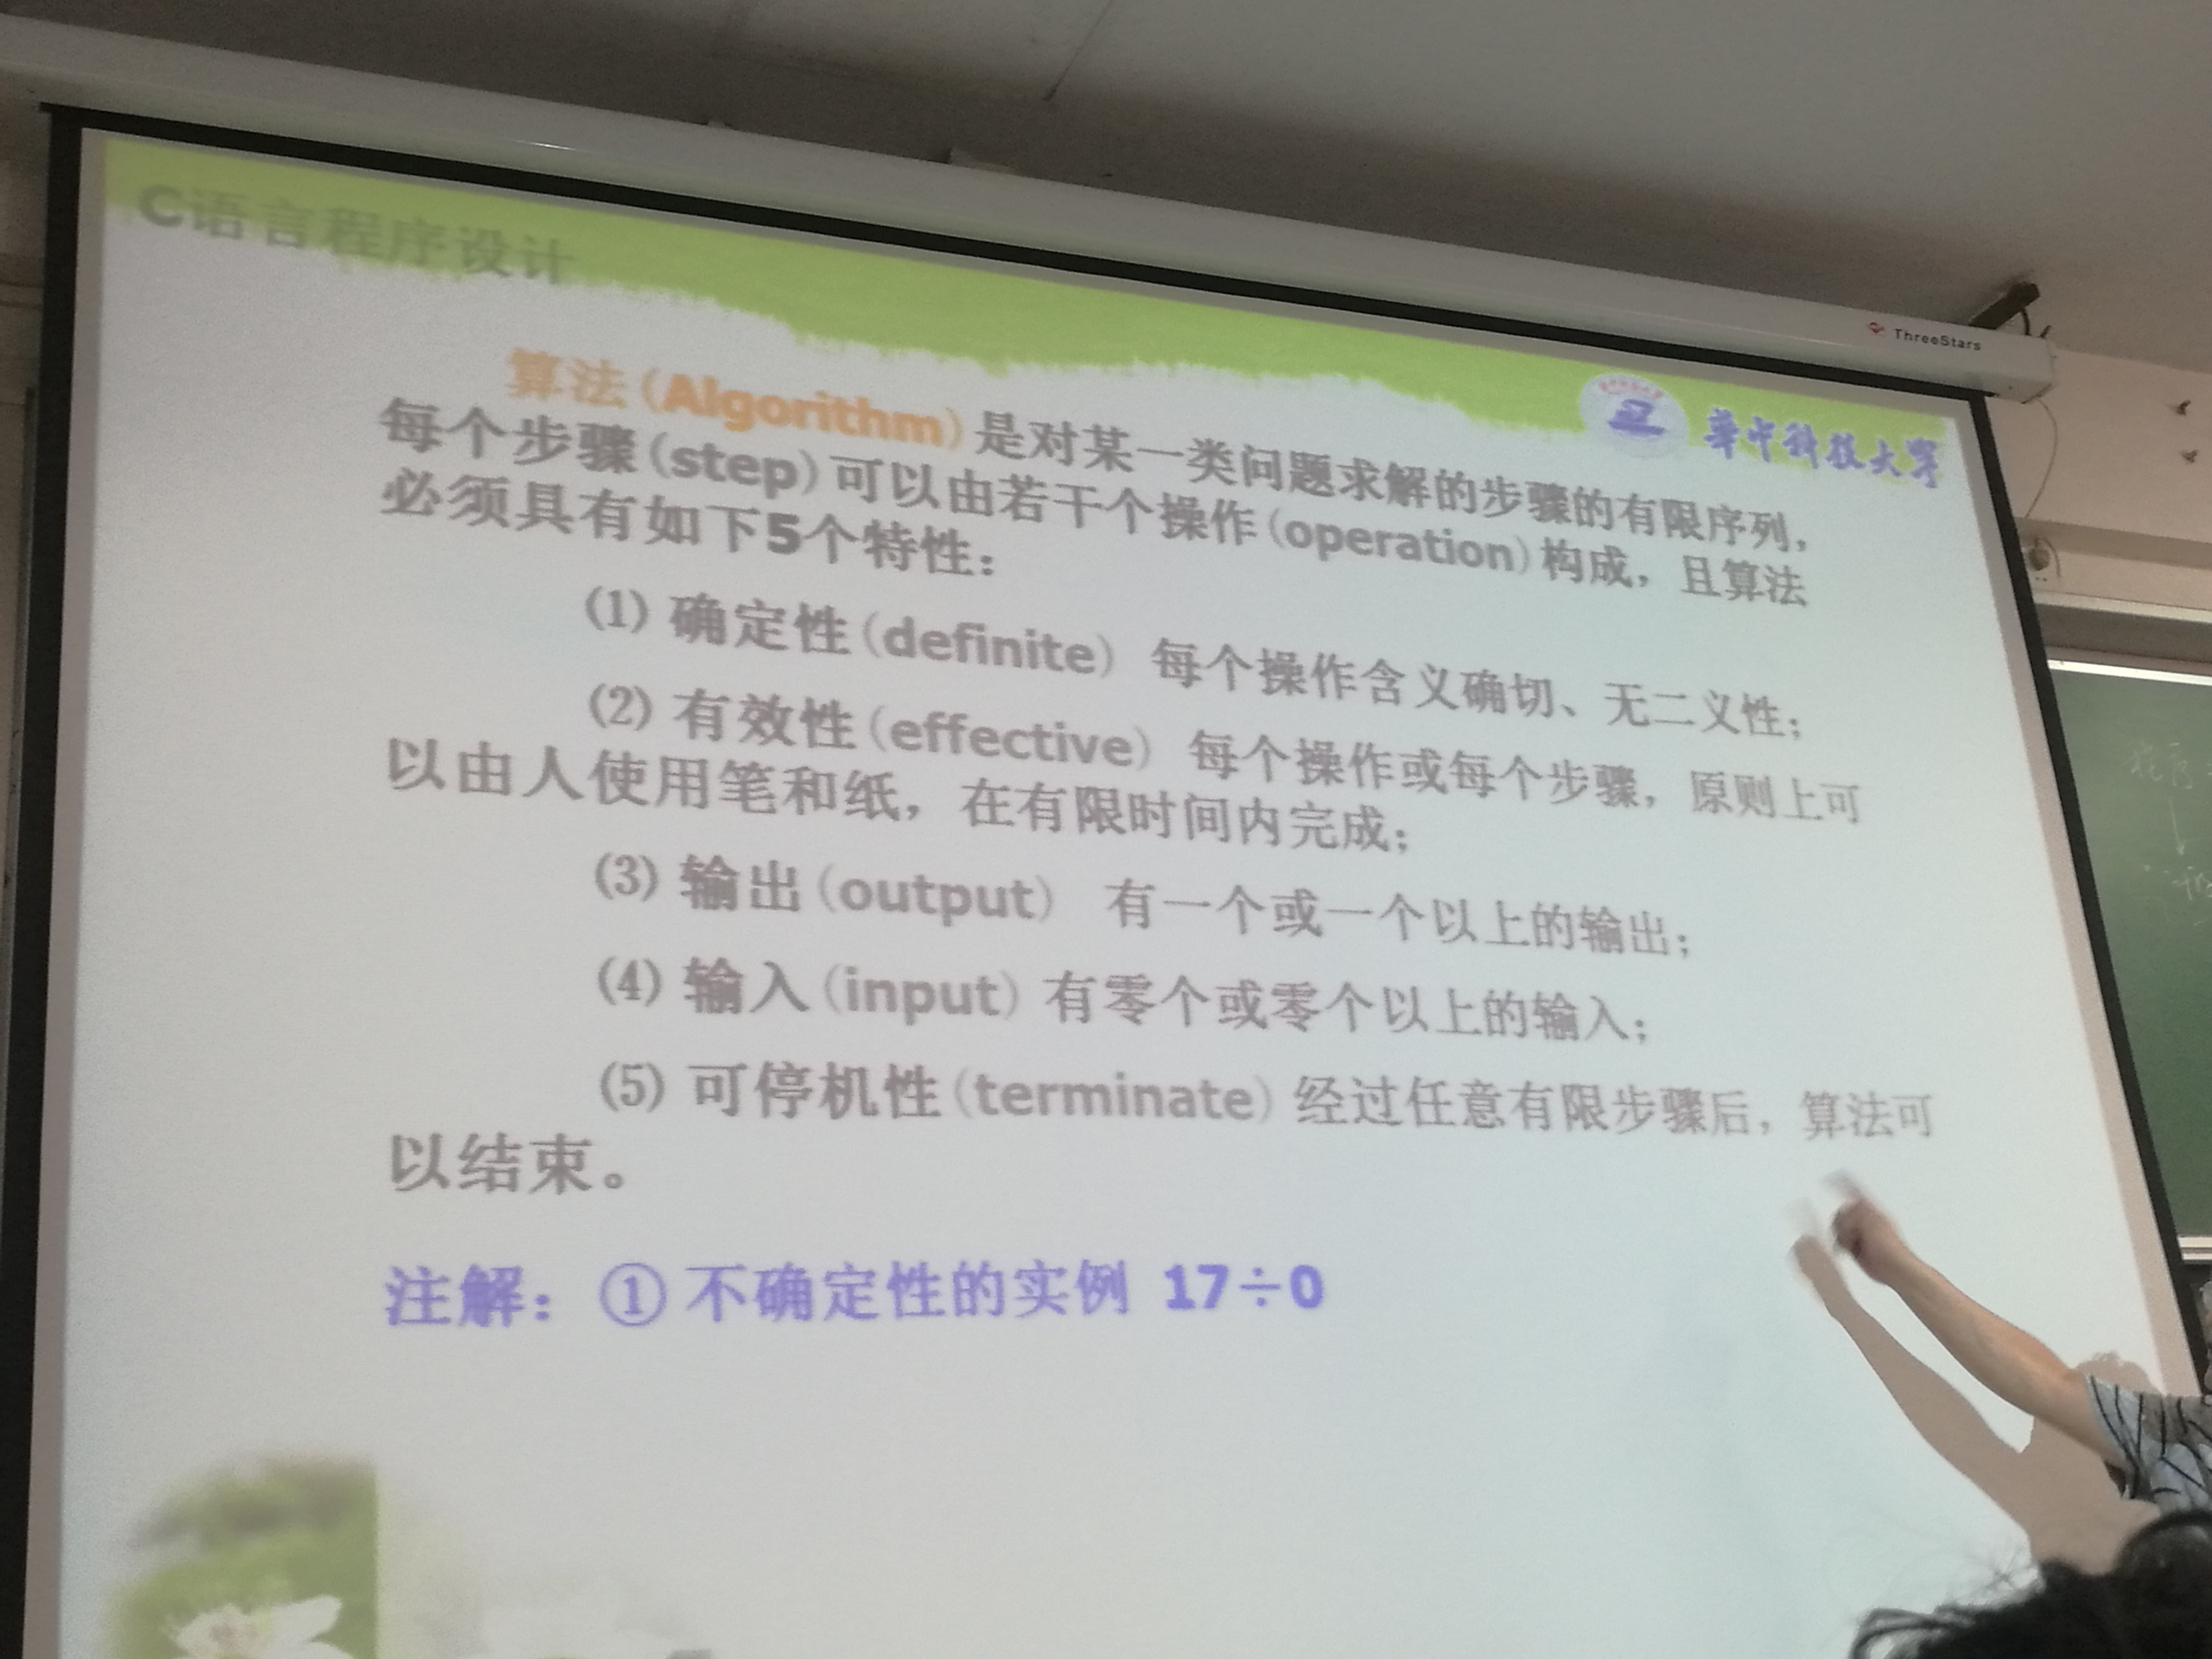 C语言程序设计
ThreeStars
华中科技大学
算法(Algorithm)是对某一类问题求解的步骤的有限序列，
每个步骤(step)可以由若干个操作(operation)构成，且算法
必须具有如下5个特性：
(1) 确定性(definite) 每个操作含义确切、无二义性；
(2) 有效性(effective) 每个操作或每个步骤，原则上可
以由人使用笔和纸，在有限时间内完成；
(3) 输出(output) 有一个或一个以上的输出；
(4) 输入(input) 有零个或零个以上的输入；
(5) 可停机性(terminate) 经过任意有限步骤后，算法可
以结束。
注解：① 不确定性的实例 17÷0